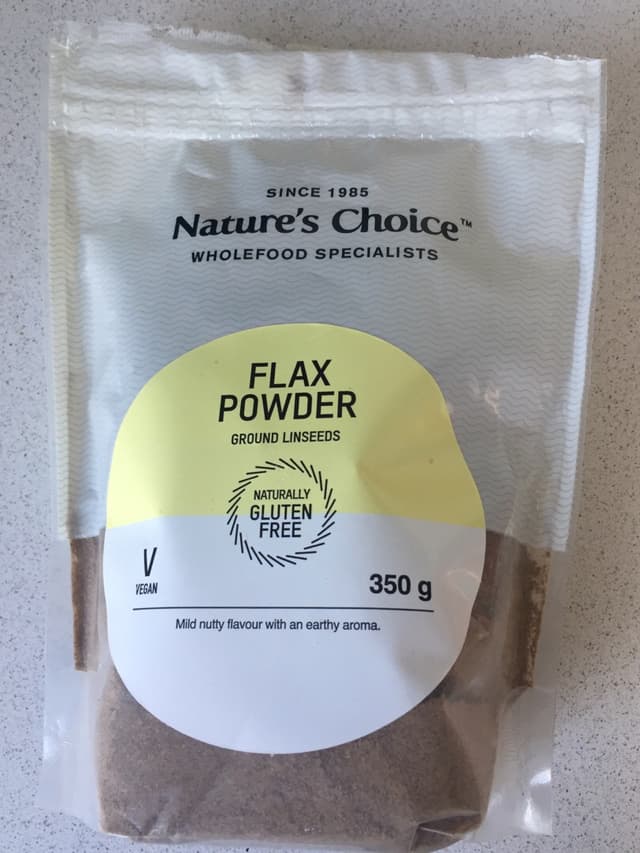 SINCE 1985
Nature's Choice™
WHOLEFOOD SPECIALISTS
FLAX
POWDER
GROUND LINSEEDS
NATURALLY
GLUTEN
FREE
V
VEGAN
350 g
Mild nutty flavour with an earthy aroma.